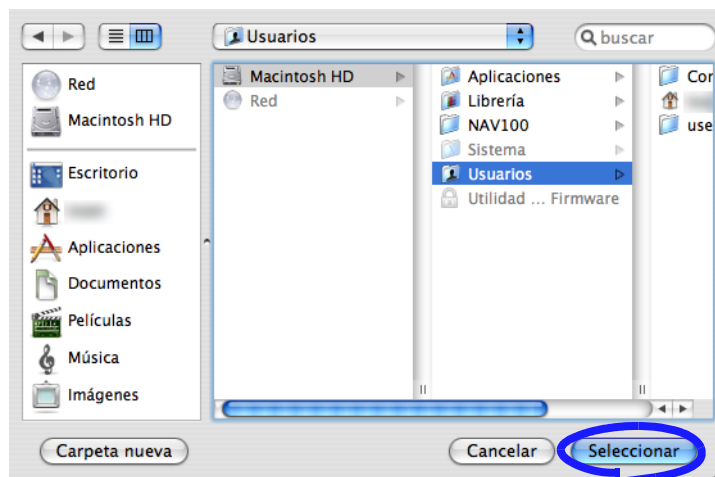 Usuarios
buscar
Red
Macintosh HD
Escritorio
Aplicaciones
Documentos
Películas
Música
Imágenes
Macintosh HD
Red
Aplicaciones
Librería
NAV100
Sistema
Usuarios
Utilidad ... Firmware
Cor
use
Carpeta nueva
Cancelar
Seleccionar